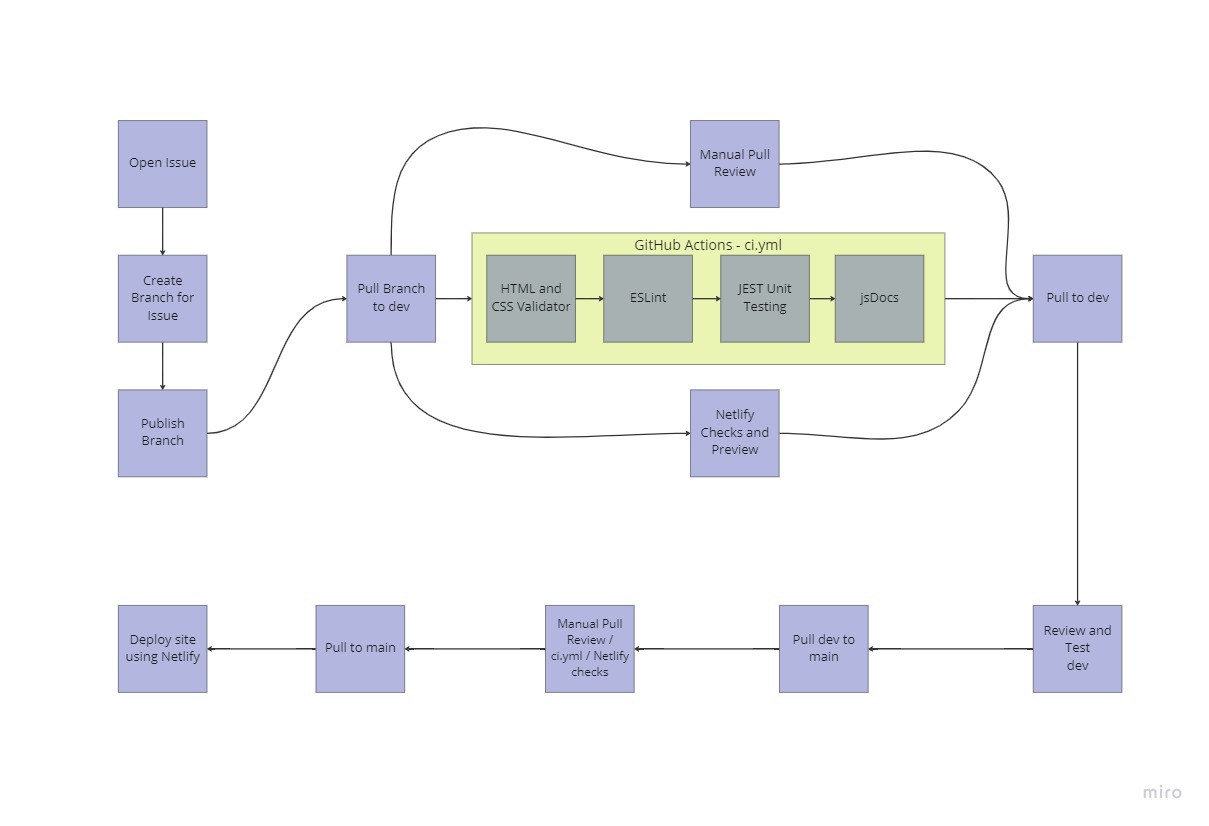 Open Issue
Create
Branch for
Issue
Publish
Branch
Pull Branch
to dev
Manual Pull
Review
GitHub Actions - ci.yml
HTML and
CSS Validator
ESLint
JEST Unit
Testing
jsDocs
Netlify
Checks and
Preview
Pull to dev
Review and
Test
dev
Pull dev to
main
Manual Pull
Review /
ci.yml / Netlify
checks
Pull to main
Deploy site
using Netlify
miro